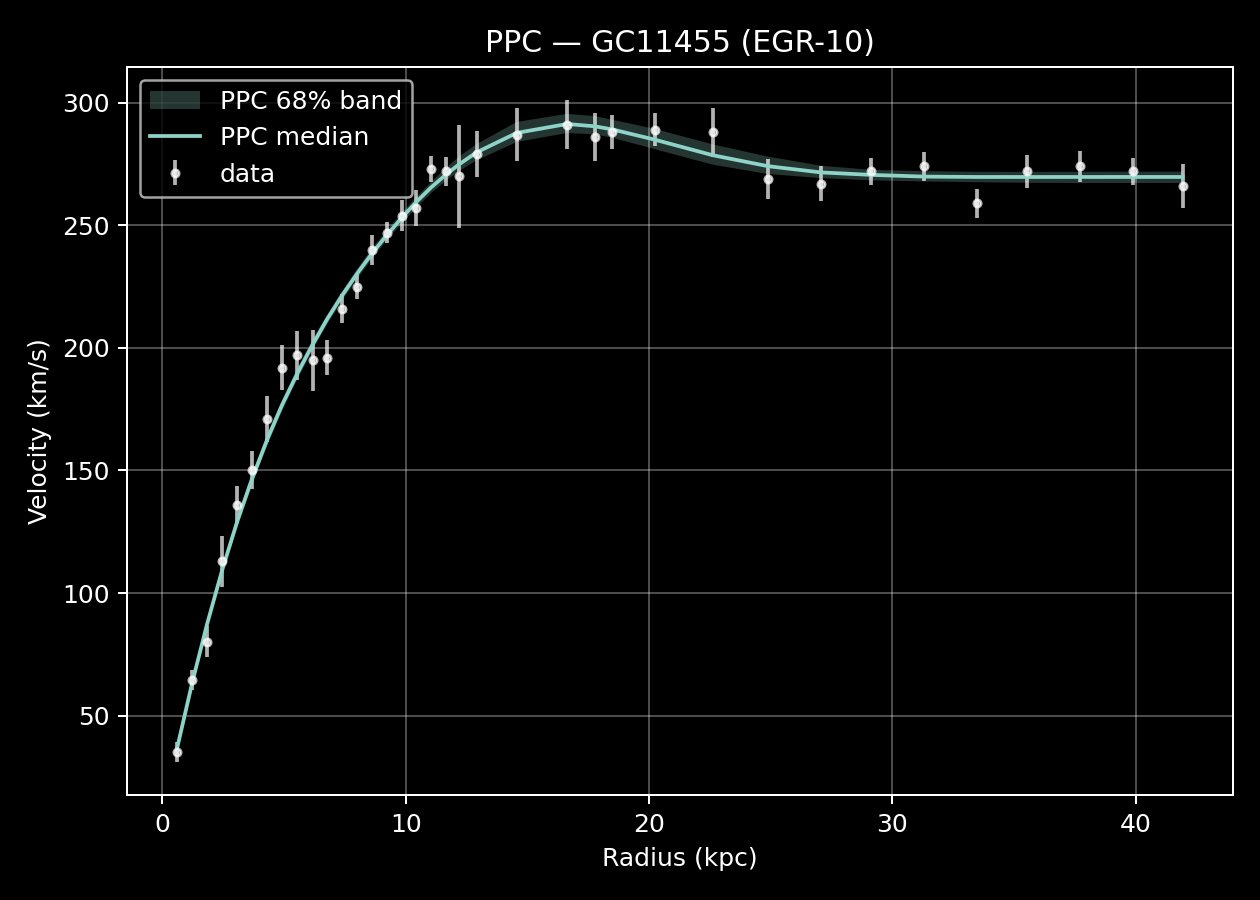 PPC — GC11455 (EGR-10)
PPC 68% band
PPC median
data
300
250
200
150
100
50
Velocity (km/s)
0 10 20 30 40
Radius (kpc)